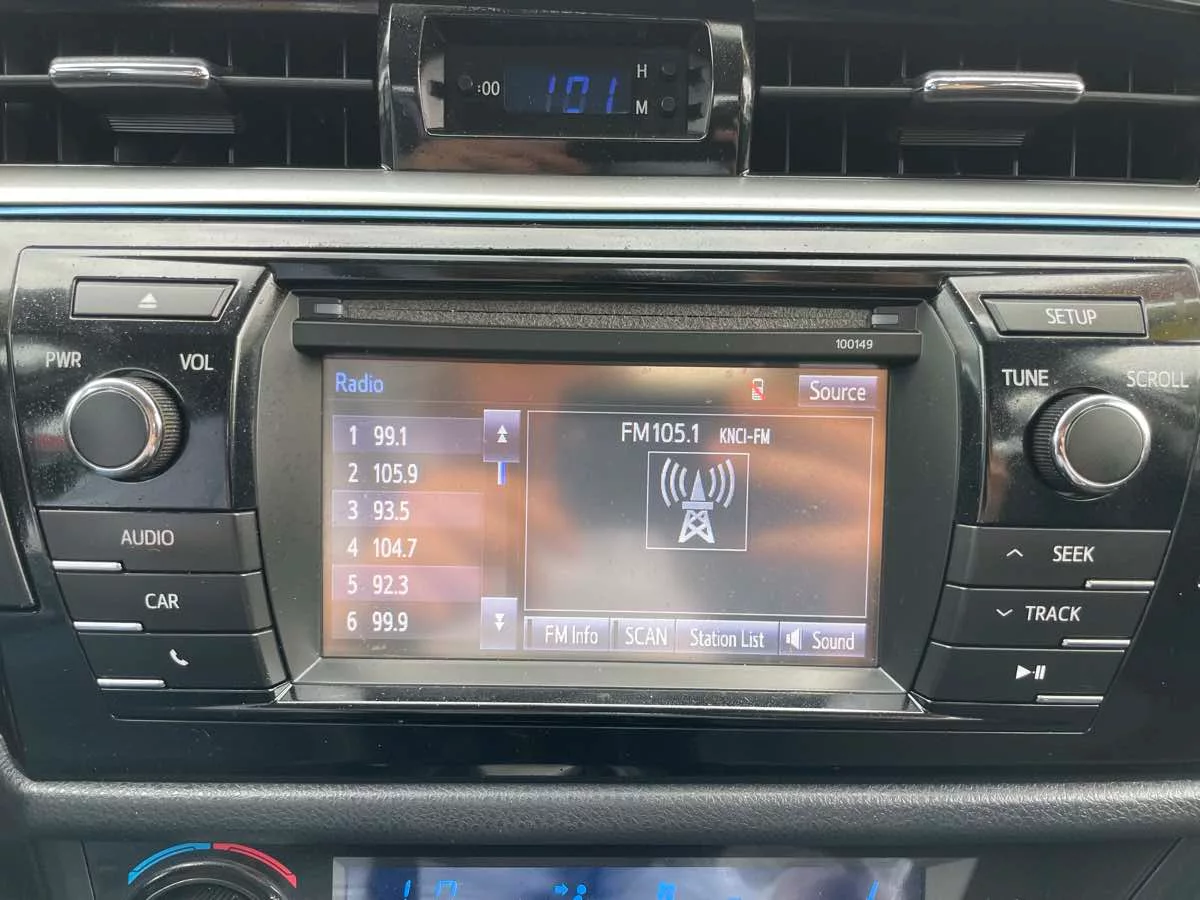 :00 1 01 H
M
PWR VOL
100149
SETUP
TUNE SCROLL
Radio
Source
1 99.1
2 105.9
3 93.5
4 104.7
5 92.3
6 99.9
FM105.1 KNCI-FM
FM Info SCAN Station List Sound
AUDIO
CAR
SEEK
TRACK